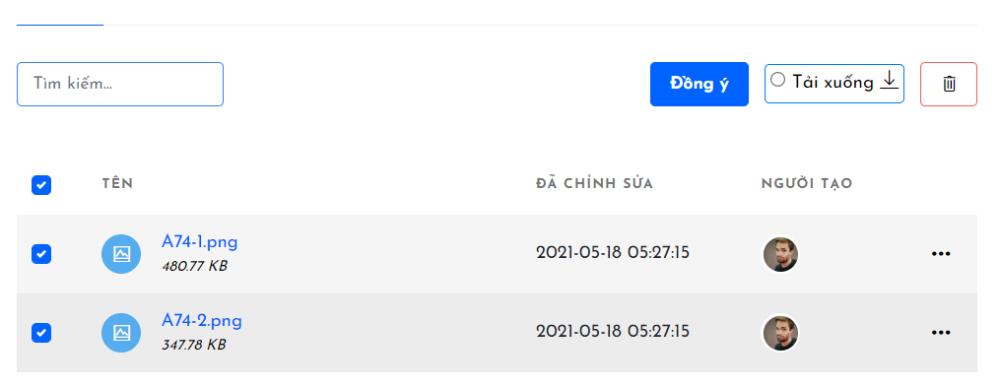 Tìm kiếm...
Đồng ý
Tải xuống
TÊN
ĐÃ CHỈNH SỬA
NGƯỜI TẠO
A74-1.png
480.77 KB
2021-05-18 05:27:15
A74-2.png
347.78 KB
2021-05-18 05:27:15